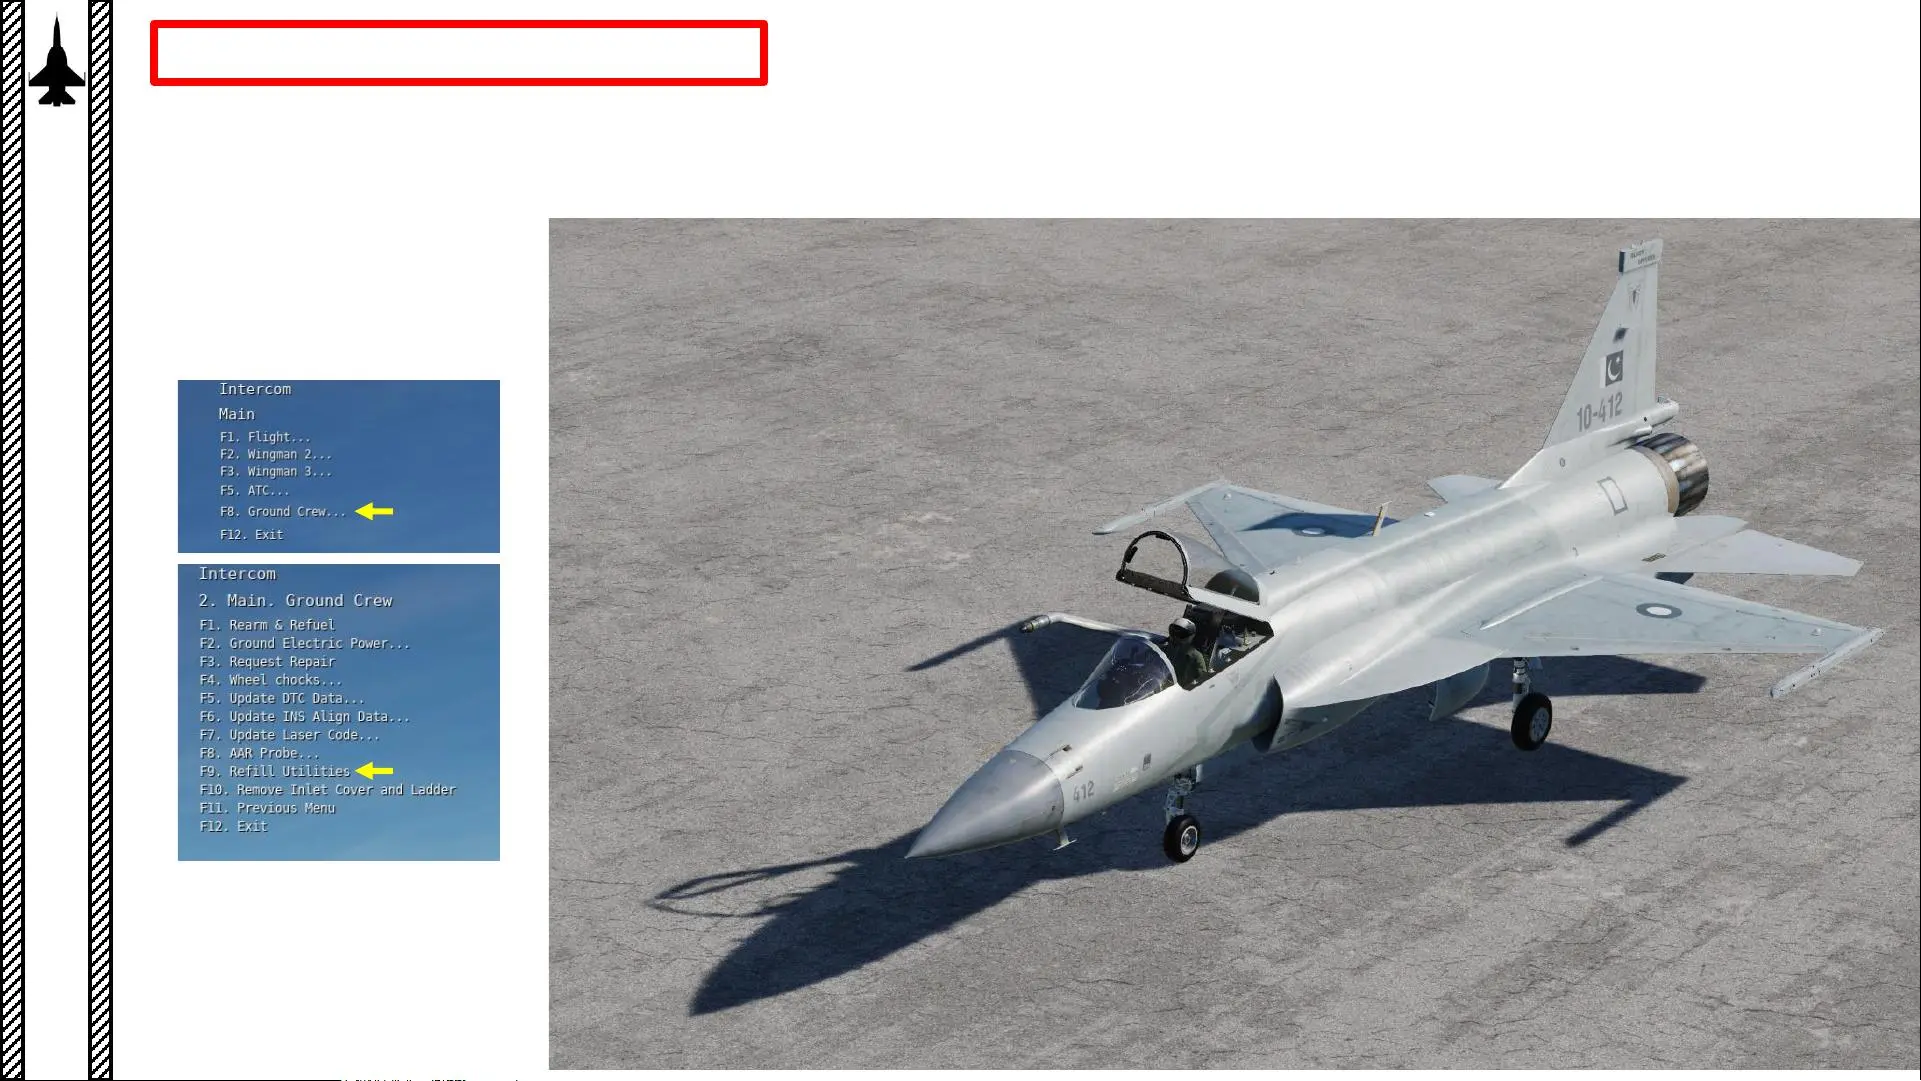 Intercom
Main
F1. Flight...
F2. Wingman 2...
F3. Wingman 3...
F5. ATC...
F8. Ground Crew...
F12. Exit
Intercom
2. Main. Ground Crew
F1. Rearm & Refuel
F2. Ground Electric Power...
F3. Request Repair
F4. Wheel chocks...
F5. Update DTC Data...
F6. Update INS Align Data...
F7. Update Laser Code...
F8. AAR Probe...
F9. Refill Utilities
F10. Remove Inlet Cover and Ladder
F11. Previous Menu
F12. Exit
10-412
412